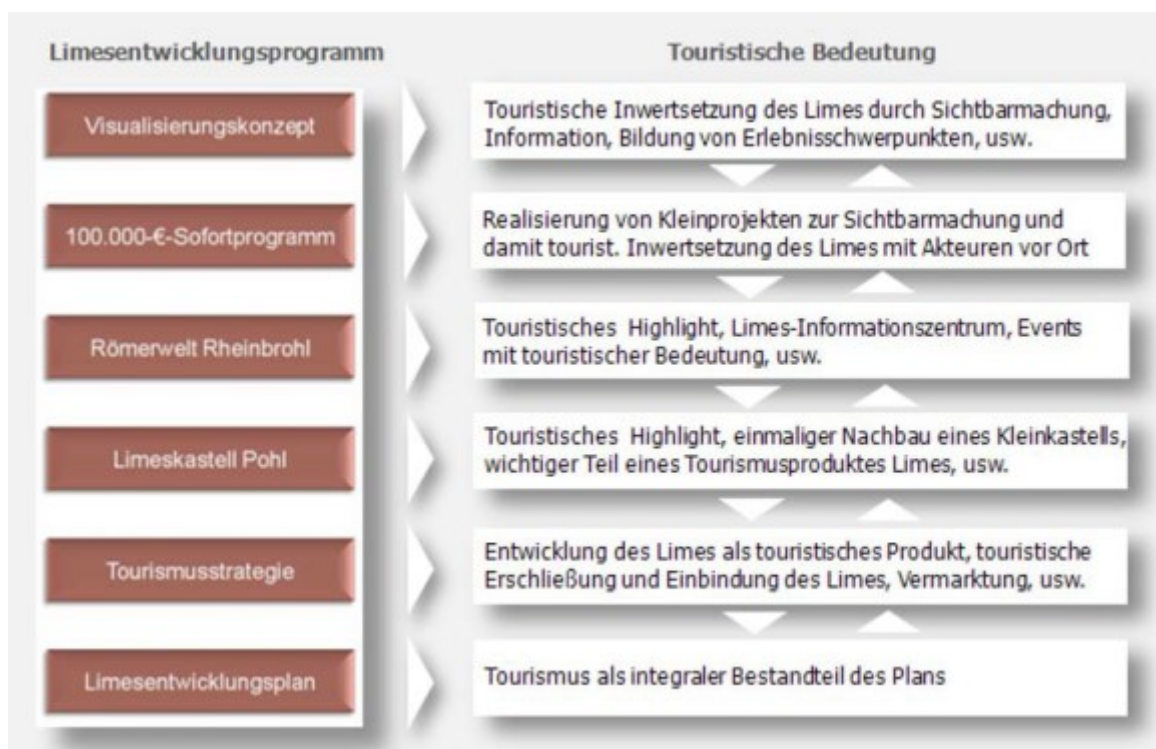 Limesentwicklungsprogramm
Touristische Bedeutung
Visualisierungskonzept
Touristische Inwertsetzung des Limes durch Sichtbarmachung,
Information, Bildung von Erlebnisschwerpunkten, usw.
100.000-€-Sofortprogramm
Realisierung von Kleinprojekten zur Sichtbarmachung und
damit tourist. Inwertsetzung des Limes mit Akteuren vor Ort
Römerwelt Rheinbrohl
Touristisches Highlight, Limes-Informationszentrum, Events
mit touristischer Bedeutung, usw.
Limeskastell Pohl
Touristisches Highlight, einmaliger Nachbau eines Kleinkastells,
wichtiger Teil eines Tourismusproduktes Limes, usw.
Tourismusstrategie
Entwicklung des Limes als touristisches Produkt, touristische
Erschließung und Einbindung des Limes, Vermarktung, usw.
Limesentwicklungsplan
Tourismus als integraler Bestandteil des Plans